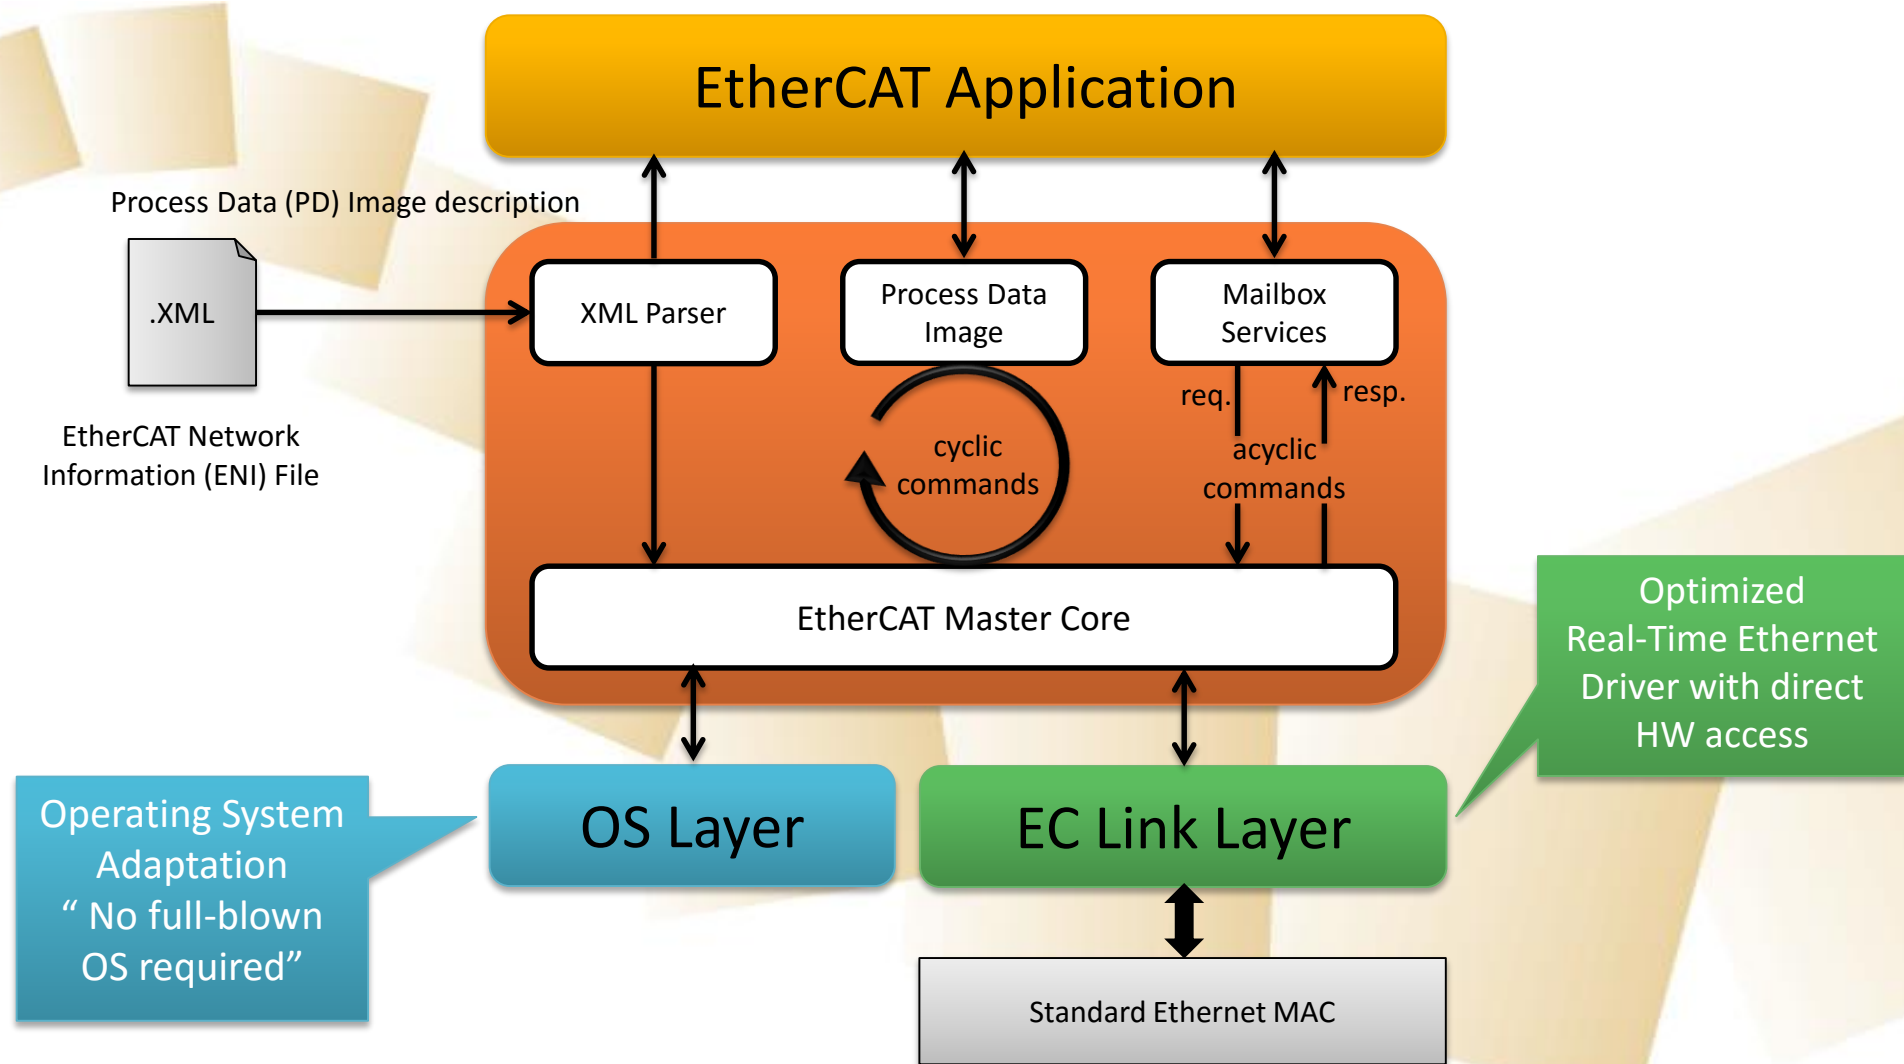 EtherCAT Application
Process Data (PD) Image description
.XML
XML Parser
Process Data
Image
Mailbox
Services
req.
resp.
cyclic
commands
acyclic
commands
EtherCAT Network
Information (ENI) File
EtherCAT Master Core
Optimized
Real-Time Ethernet
Driver with direct
HW access
Operating System
Adaptation
“ No full-blown
OS required”
OS Layer
EC Link Layer
Standard Ethernet MAC